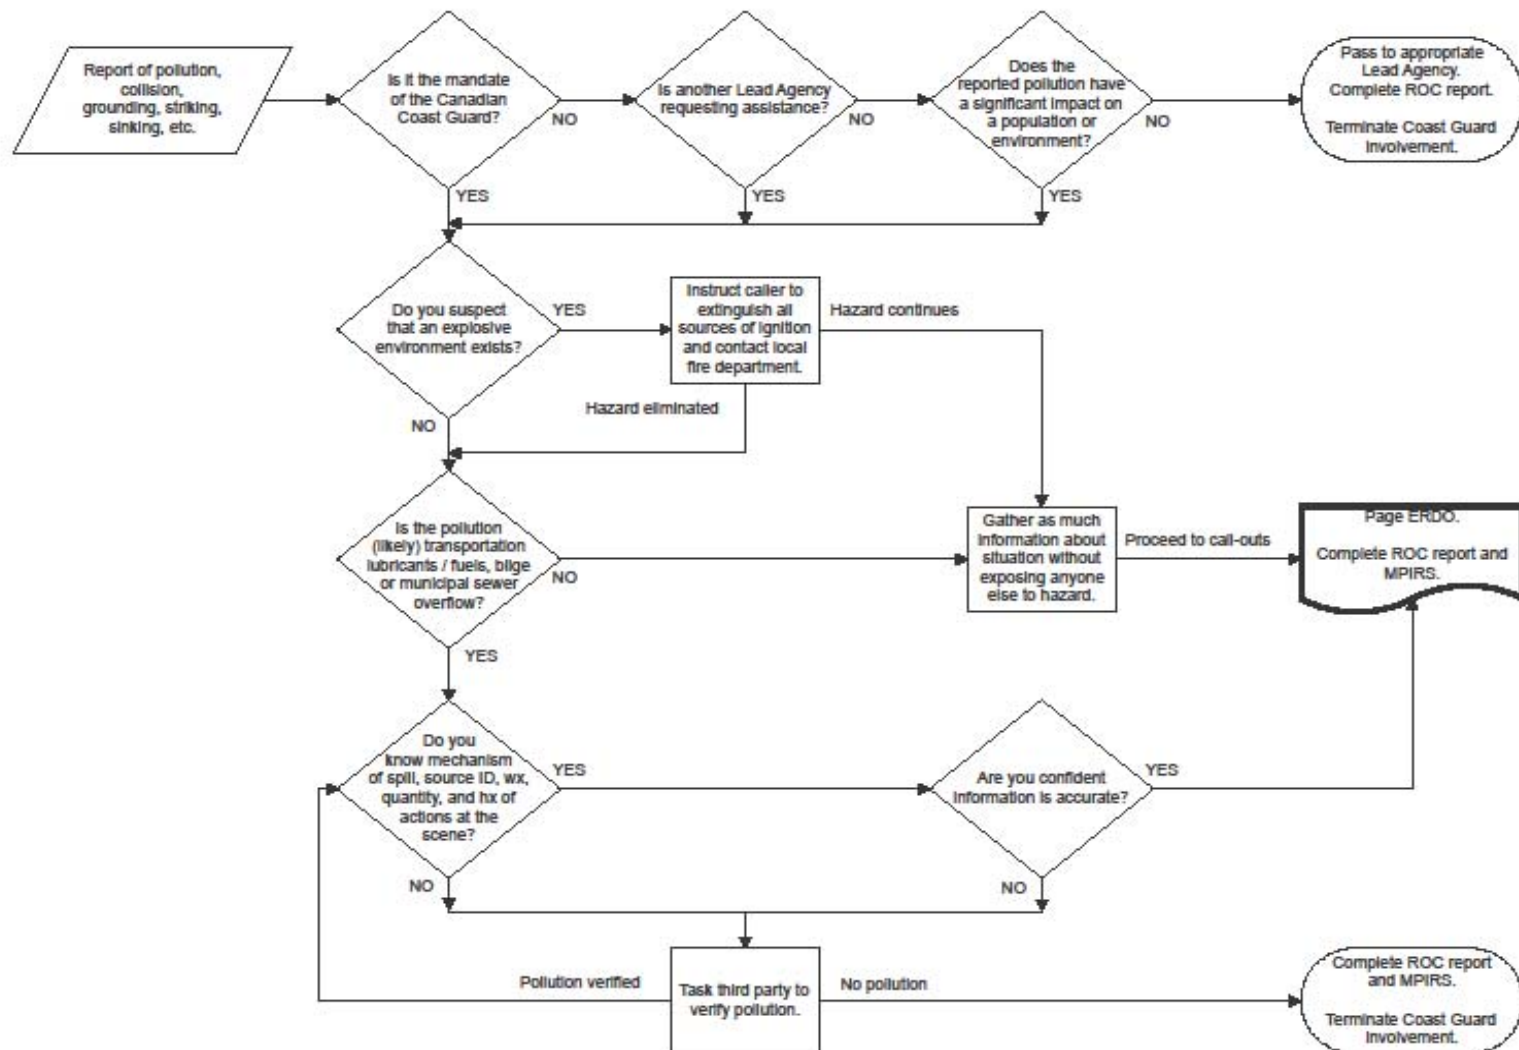 Report of pollution,
collision,
grounding, striking,
sinking, etc.
Is it the mandate
of the Canadian
Coast Guard?
NO
YES
Is another Lead Agency
requesting assistance?
NO
YES
Does the
reported pollution have
a significant impact on
a population or
environment?
NO
YES
Pass to appropriate
Lead Agency.
Complete ROC report.
Terminate Coast Guard
Involvement.
Do you suspect
that an explosive
environment exists?
YES
NO
Instruct caller to
extinguish all
sources of ignition
and contact local
fire department.
Hazard continues
Hazard eliminated
Is the pollution
(likely) transportation
lubricants / fuels, bilge
or municipal sewer
overflow?
NO
YES
Gather as much
information about
situation without
exposing anyone
else to hazard.
Proceed to call-outs
Page ERDO.
Complete ROC report and
MPIRS.
Do you
know mechanism
of spill, source ID, wx,
quantity, and hx of
actions at the
scene?
YES
NO
Are you confident
information is accurate?
YES
NO
Pollution verified
Task third party to
verify pollution.
No pollution
Complete ROC report
and MPIRS.
Terminate Coast Guard
Involvement.